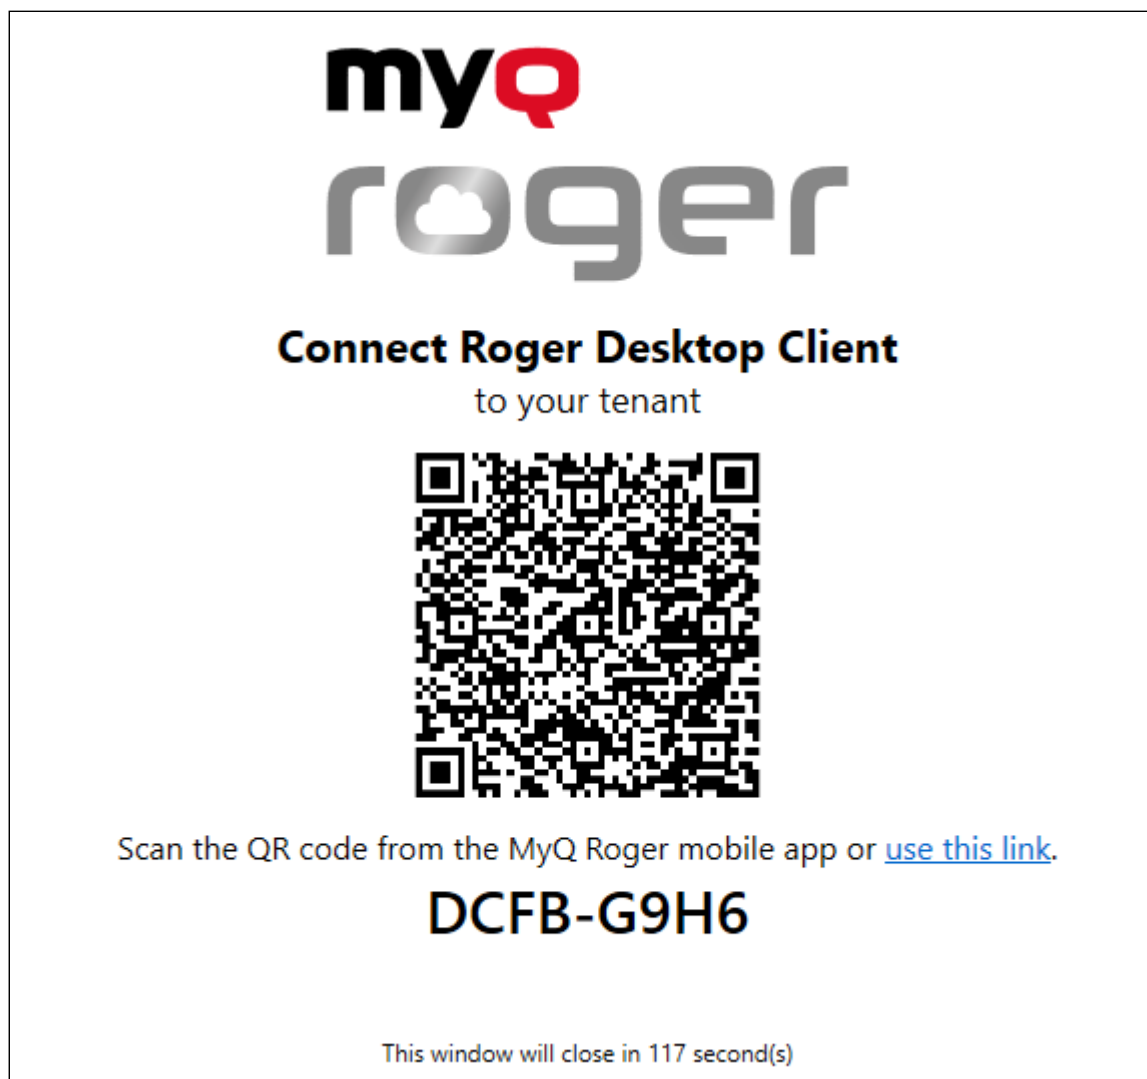 myQ
roger
Connect Roger Desktop Client
to your tenant
Scan the QR code from the MyQ Roger mobile app or use this link.
DCFB-G9H6
This window will close in 117 second(s)